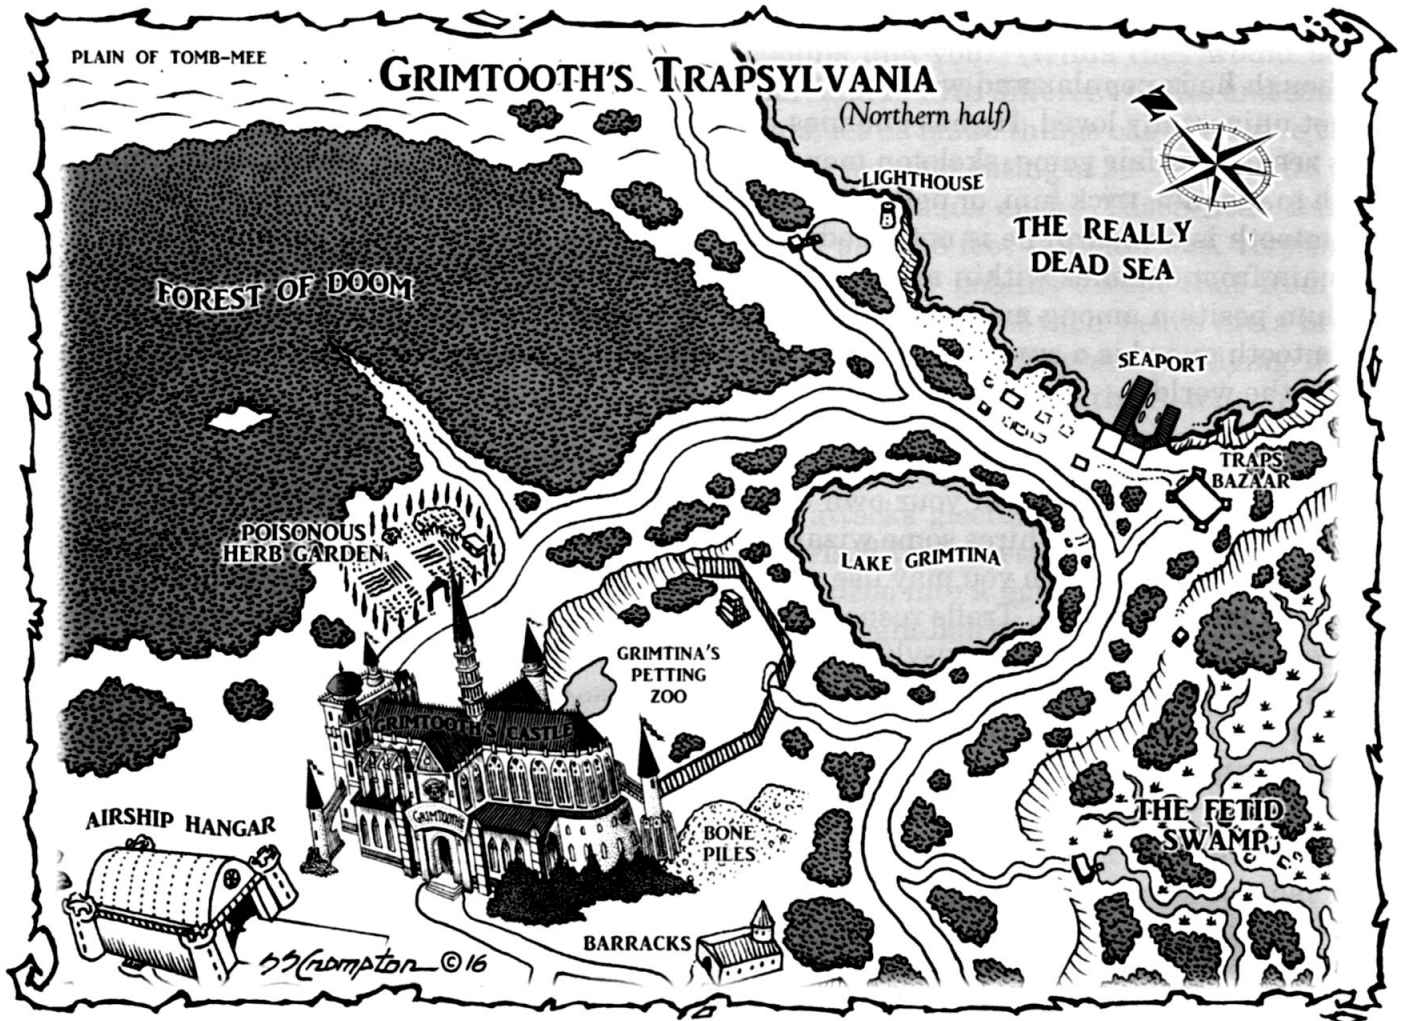 PLAIN OF TOMB-MEE
GRIMTOOTH'S TRAPSYLVANIA
(Northern half)
LIGHTHOUSE
THE REALLY
DEAD SEA
FOREST OF DOOM
SEAPORT
TRAPS
BAZAAR
POISONOUS
HERB GARDEN
LAKE GRIMTINA
GRIMTINA'S
PETTING
ZOO
GRIMTOOTH'S CASTLE
GRIMTOOTH'S
THE FETID
SWAMP
AIRSHIP HANGAR
BONE
PILES
BARRACKS
SSCrompton ©16